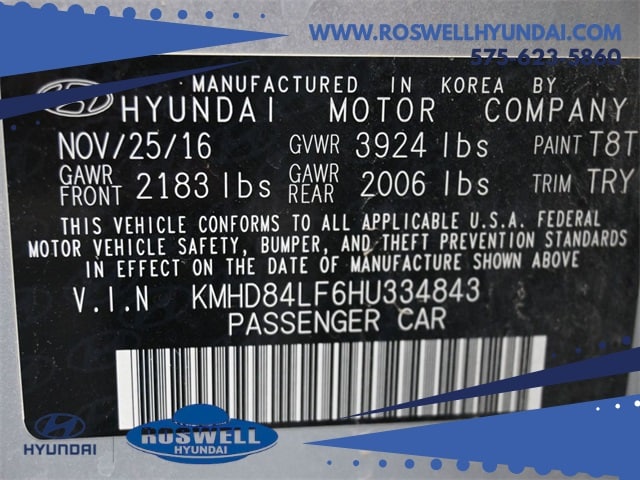 WWW.ROSWELLHYUNDAI.COM
575-623-5860
MANUFACTURED IN KOREA BY
HYUNDAI MOTOR COMPANY
NOV/25/16 GVWR 3924 lbs PAINT T8T
GAWR FRONT 2183 lbs GAWR REAR 2006 lbs TRIM TRY
THIS VEHICLE CONFORMS TO ALL APPLICABLE U.S.A. FEDERAL
MOTOR VEHICLE SAFETY, BUMPER, AND THEFT PREVENTION STANDARDS
IN EFFECT ON THE DATE OF MANUFACTURE SHOWN ABOVE
V.I.N KMHD84LF6HU334843
PASSENGER CAR
HYUNDAI
ROSWELL
HYUNDAI